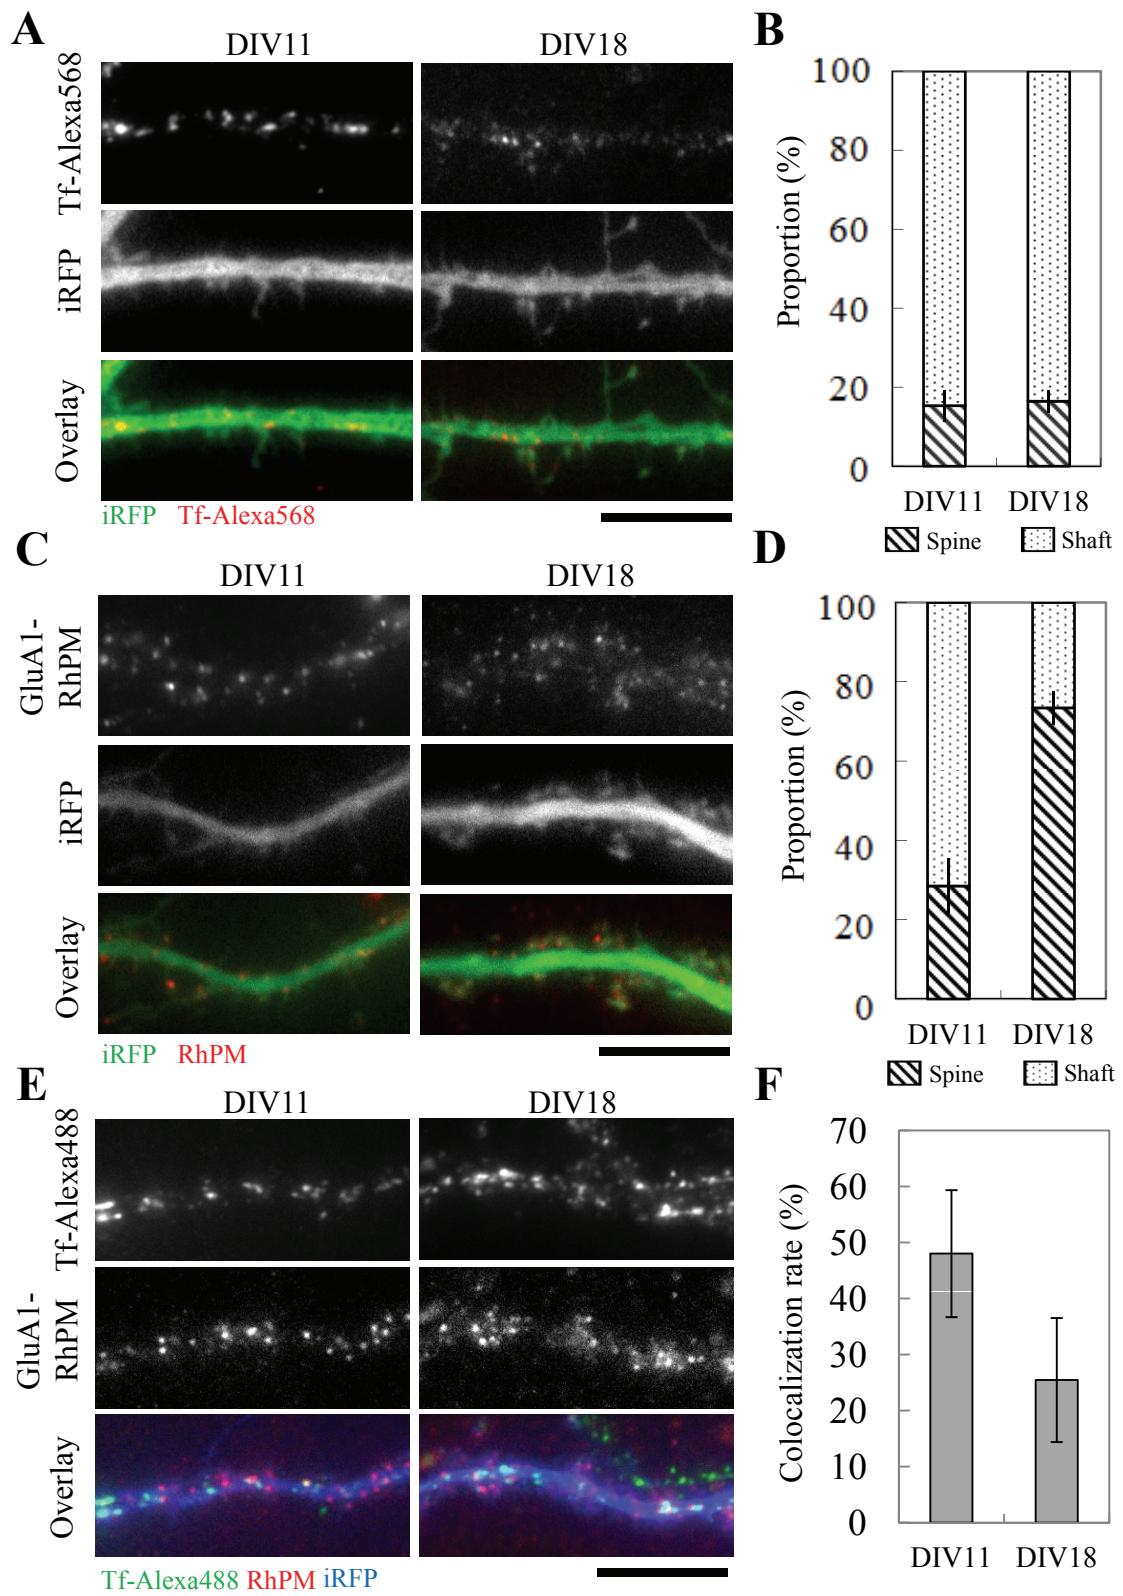 A
DIV11
DIV18
Tf-Alexa568
iRFP
Overlay
iRFP Tf-Alexa568
B
Proportion (%)
100
80
60
40
20
0
DIV11 DIV18
Spine Shaft
C
DIV11
DIV18
GluA1-
RhPM
iRFP
Overlay
iRFP RhPM
D
Proportion (%)
100
80
60
40
20
0
DIV11 DIV18
Spine Shaft
E
DIV11
DIV18
Tf-Alexa488
GluA1-
RhPM
Overlay
Tf-Alexa488 RhPM iRFP
F
Colocalization rate (%)
70
60
50
40
30
20
10
0
DIV11 DIV18